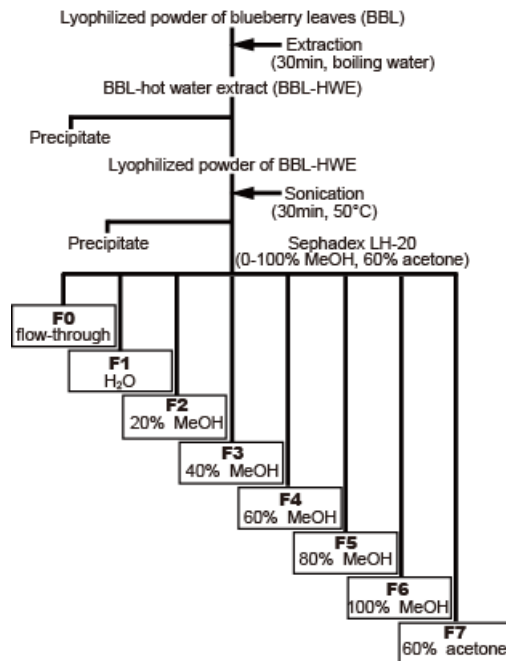 Lyophilized powder of blueberry leaves (BBL)
Extraction
(30min, boiling water)
BBL-hot water extract (BBL-HWE)
Precipitate
Lyophilized powder of BBL-HWE
Sonication
(30min, 50°C)
Precipitate
Sephadex LH-20
(0-100% MeOH, 60% acetone)
F0
flow-through
F1
H₂O
F2
20% MeOH
F3
40% MeOH
F4
60% MeOH
F5
80% MeOH
F6
100% MeOH
F7
60% acetone